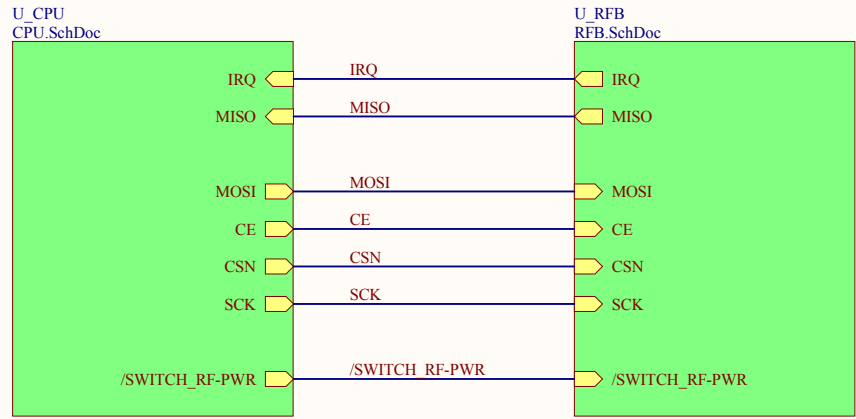 U_CPU
CPU.SchDoc
U_RFB
RFB.SchDoc
IRQ IRQ IRQ
MISO MISO MISO
MOSI MOSI MOSI
CE CE CE
CSN CSN CSN
SCK SCK SCK
/SWITCH_RF-PWR /SWITCH_RF-PWR /SWITCH_RF-PWR